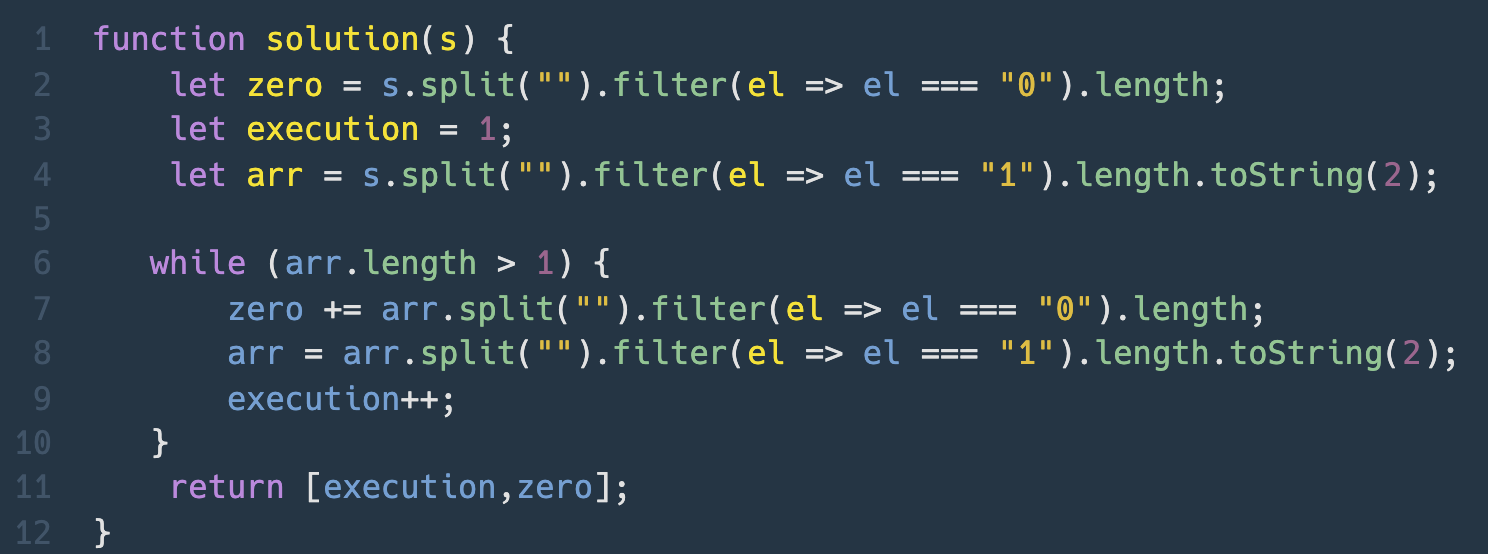 1 function solution(s) {
2 let zero = s.split("").filter(el => el === "0").length;
3 let execution = 1;
4 let arr = s.split("").filter(el => el === "1").length.toString(2);
5
6 while (arr.length > 1) {
7 zero += arr.split("").filter(el => el === "0").length;
8 arr = arr.split("").filter(el => el === "1").length.toString(2);
9 execution++;
10 }
11 return [execution,zero];
12 }